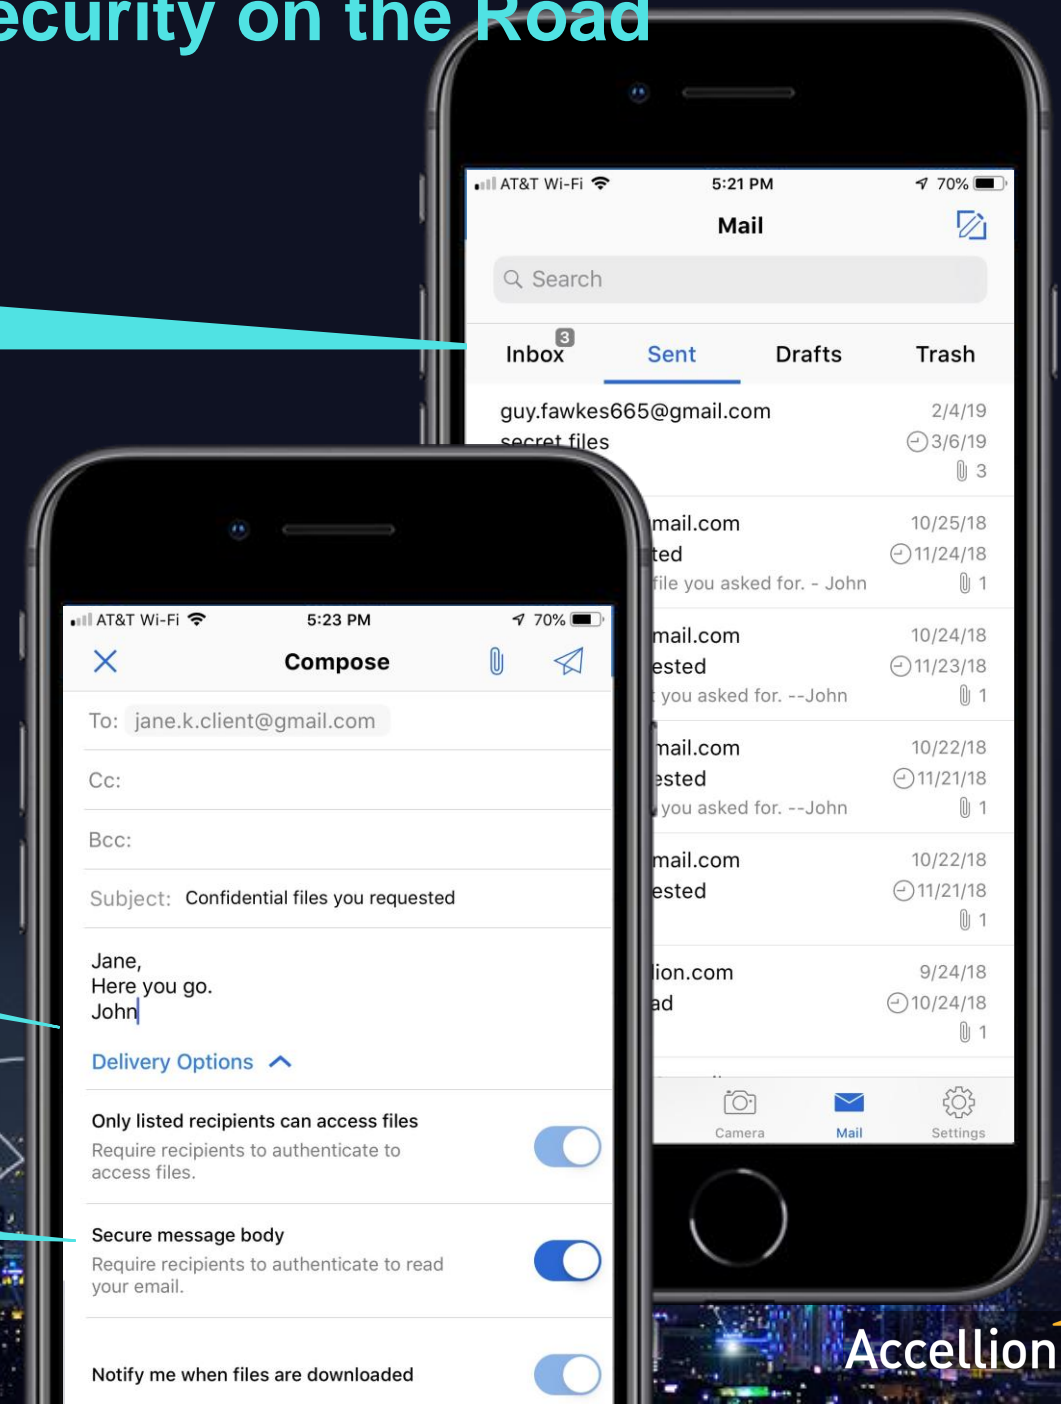 ecurity on the Road
AT&T Wi-Fi 5:21 PM 70%
Mail
Search
Inbox 3 Sent Drafts Trash
guy.fawkes665@gmail.com 2/4/19
secret files 3/6/19
3
mail.com 10/25/18
ted 11/24/18
file you asked for. - John 1
mail.com 10/24/18
ested 11/23/18
you asked for. --John 1
mail.com 10/22/18
ested 11/21/18
you asked for. --John 1
mail.com 10/22/18
ested 11/21/18
1
lion.com 9/24/18
ad 10/24/18
1
Camera Mail Settings
AT&T Wi-Fi 5:23 PM 70%
Compose
To: jane.k.client@gmail.com
Cc:
Bcc:
Subject: Confidential files you requested
Jane,
Here you go.
John
Delivery Options
Only listed recipients can access files
Require recipients to authenticate to
access files.
Secure message body
Require recipients to authenticate to read
your email.
Notify me when files are downloaded
Accellion